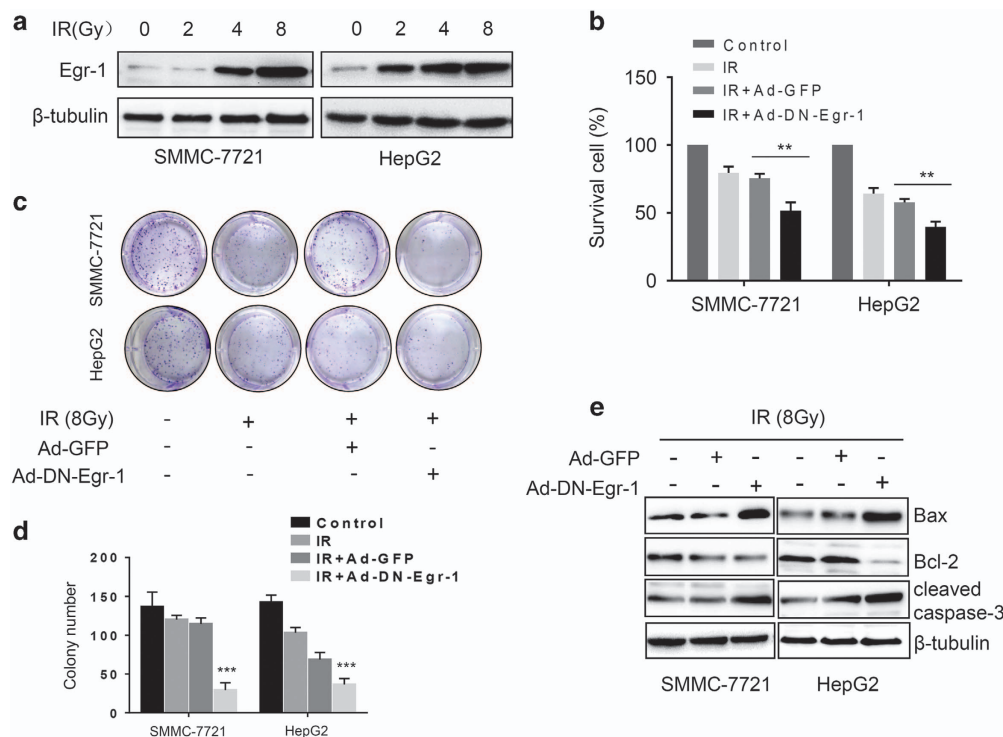 a
IR(Gy) 0 2 4 8 0 2 4 8
Egr-1
β-tubulin
SMMC-7721 HepG2
b
Control
IR
IR+Ad-GFP
IR+Ad-DN-Egr-1
Survival cell (%)
150
100
50
0
** **
SMMC-7721 HepG2
c
SMMC-7721
HepG2
IR (8Gy) - + + +
Ad-GFP - - + -
Ad-DN-Egr-1 - - - +
d
Control
IR
IR+Ad-GFP
IR+Ad-DN-Egr-1
Colony number
200
150
100
50
0
*** ***
SMMC-7721 HepG2
e
IR (8Gy)
Ad-GFP - + - - + -
Ad-DN-Egr-1 - - + - - +
Bax
Bcl-2
cleaved
caspase-3
β-tubulin
SMMC-7721 HepG2